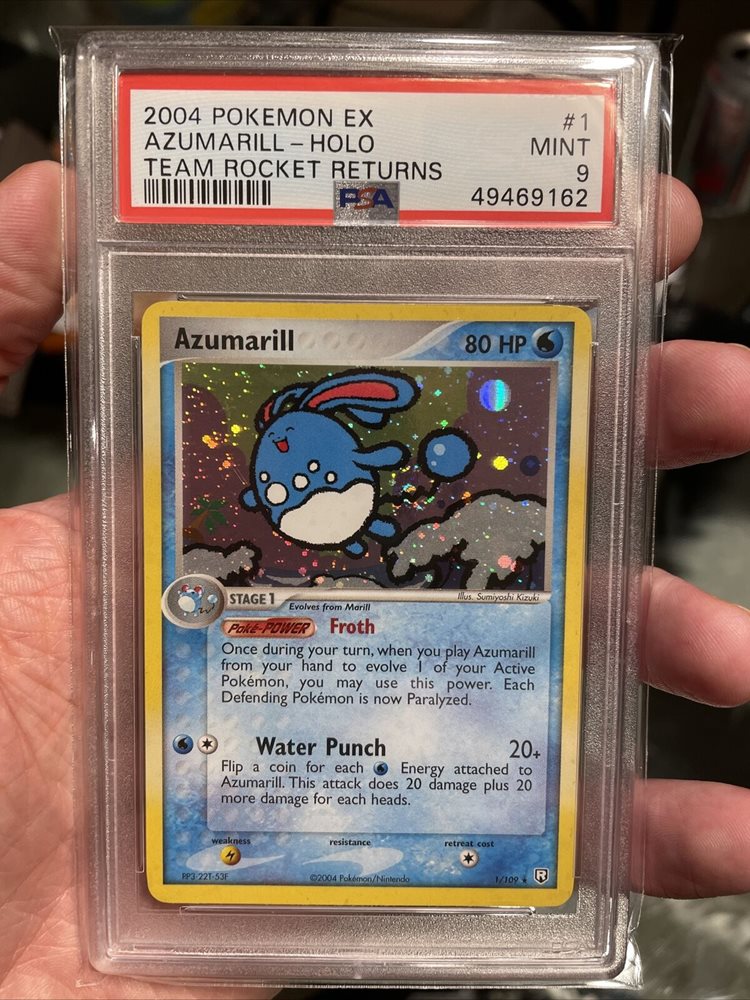 2004 POKEMON EX #1
AZUMARILL – HOLO MINT
TEAM ROCKET RETURNS 9
PSA 49469162
Azumarill 80 HP
STAGE 1 Illus. Sumiyoshi Kizuki
Evolves from Marill
Poké-POWER Froth
Once during your turn, when you play Azumarill
from your hand to evolve 1 of your Active
Pokémon, you may use this power. Each
Defending Pokémon is now Paralyzed.
Water Punch 20+
Flip a coin for each Energy attached to
Azumarill. This attack does 20 damage plus 20
more damage for each heads.
weakness resistance retreat cost
PP3-22T-53F ©2004 Pokémon/Nintendo 1/109 ★ R